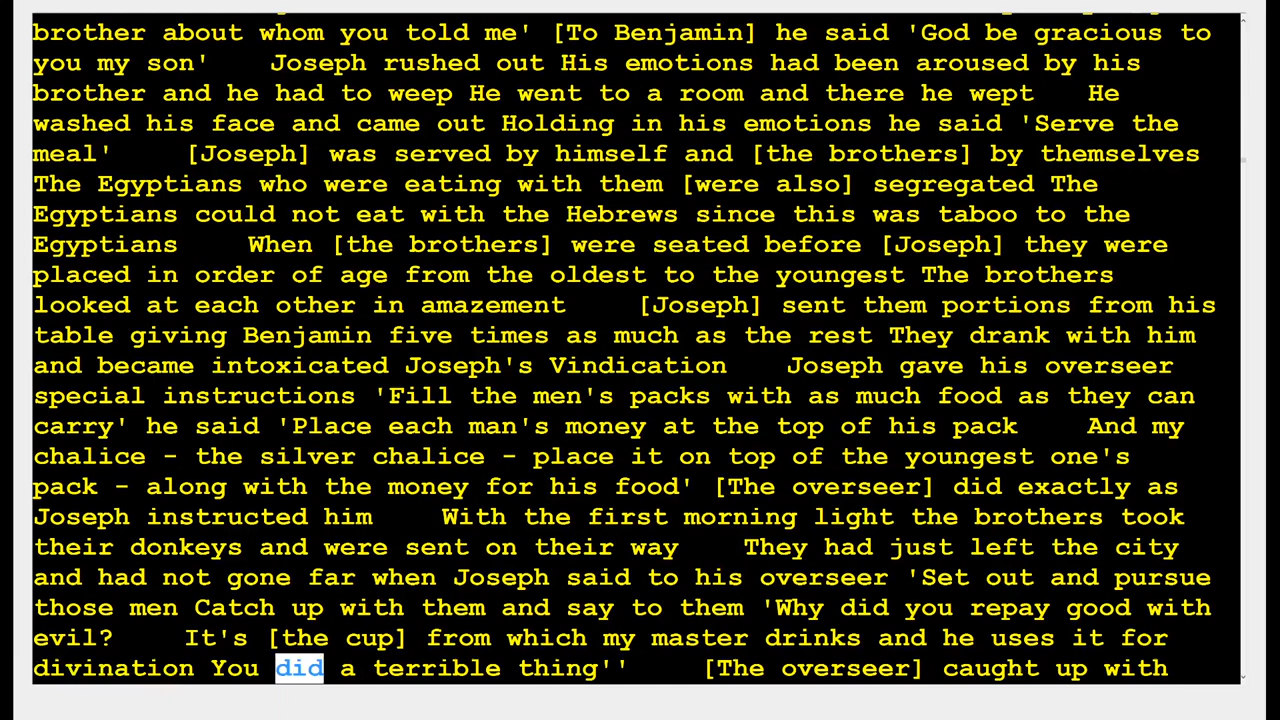 brother about whom you told me' [To Benjamin] he said 'God be gracious to
you my son' Joseph rushed out His emotions had been aroused by his
brother and he had to weep He went to a room and there he wept He
washed his face and came out Holding in his emotions he said 'Serve the
meal' [Joseph] was served by himself and [the brothers] by themselves
The Egyptians who were eating with them [were also] segregated The
Egyptians could not eat with the Hebrews since this was taboo to the
Egyptians When [the brothers] were seated before [Joseph] they were
placed in order of age from the oldest to the youngest The brothers
looked at each other in amazement [Joseph] sent them portions from his
table giving Benjamin five times as much as the rest They drank with him
and became intoxicated Joseph's Vindication Joseph gave his overseer
special instructions 'Fill the men's packs with as much food as they can
carry' he said 'Place each man's money at the top of his pack And my
chalice - the silver chalice - place it on top of the youngest one's
pack - along with the money for his food' [The overseer] did exactly as
Joseph instructed him With the first morning light the brothers took
their donkeys and were sent on their way They had just left the city
and had not gone far when Joseph said to his overseer 'Set out and pursue
those men Catch up with them and say to them 'Why did you repay good with
evil? It's [the cup] from which my master drinks and he uses it for
divination You did a terrible thing'' [The overseer] caught up with